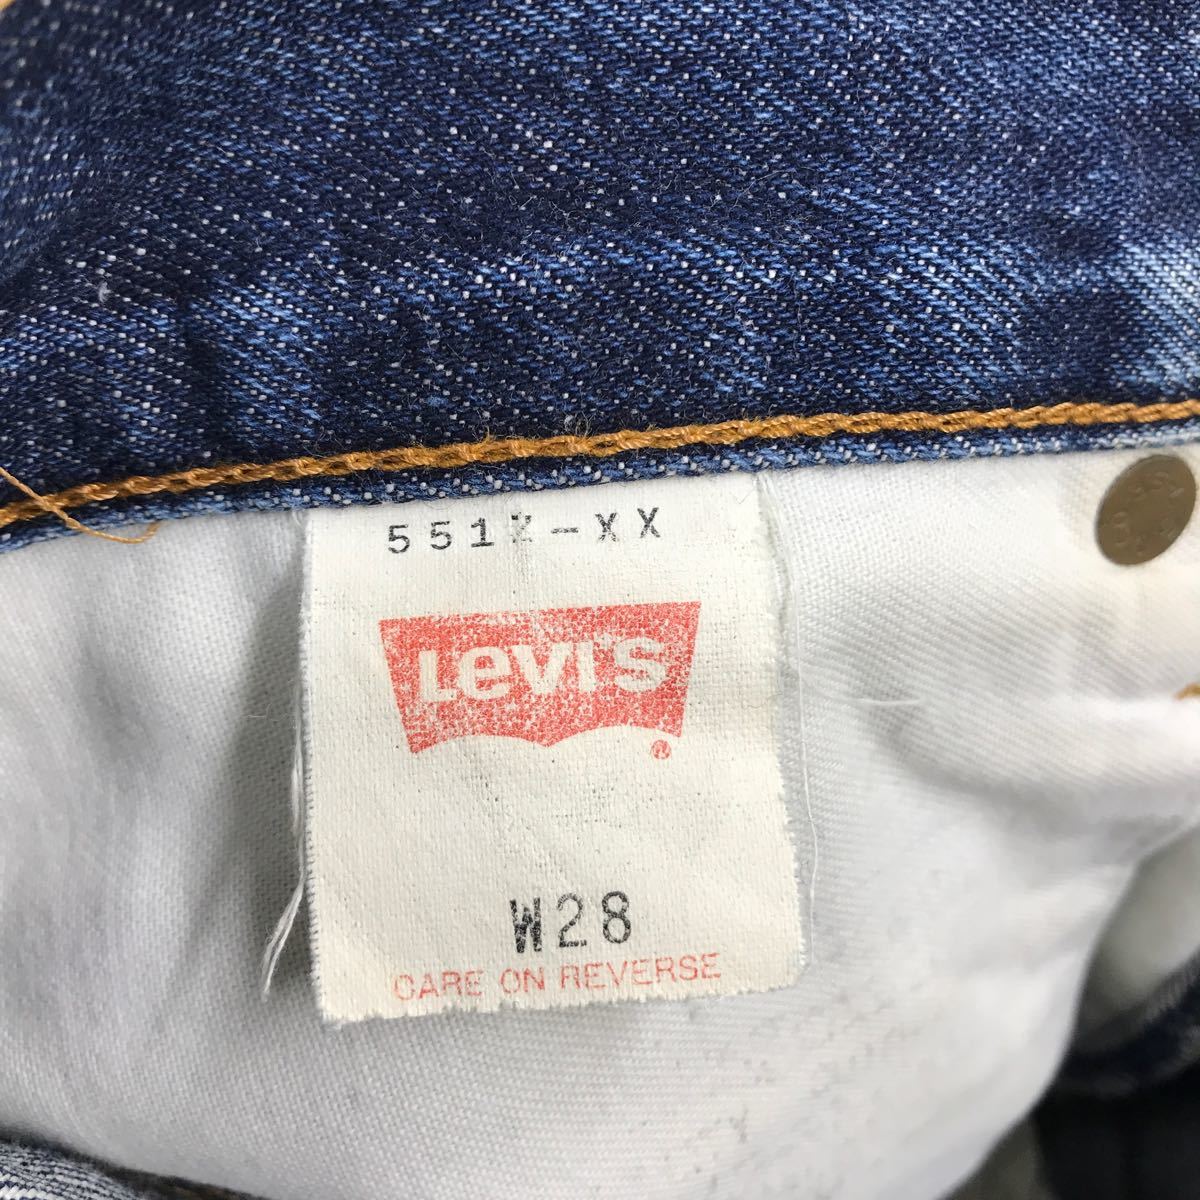 551Z-XX
Levi's
®
W28
CARE ON REVERSE